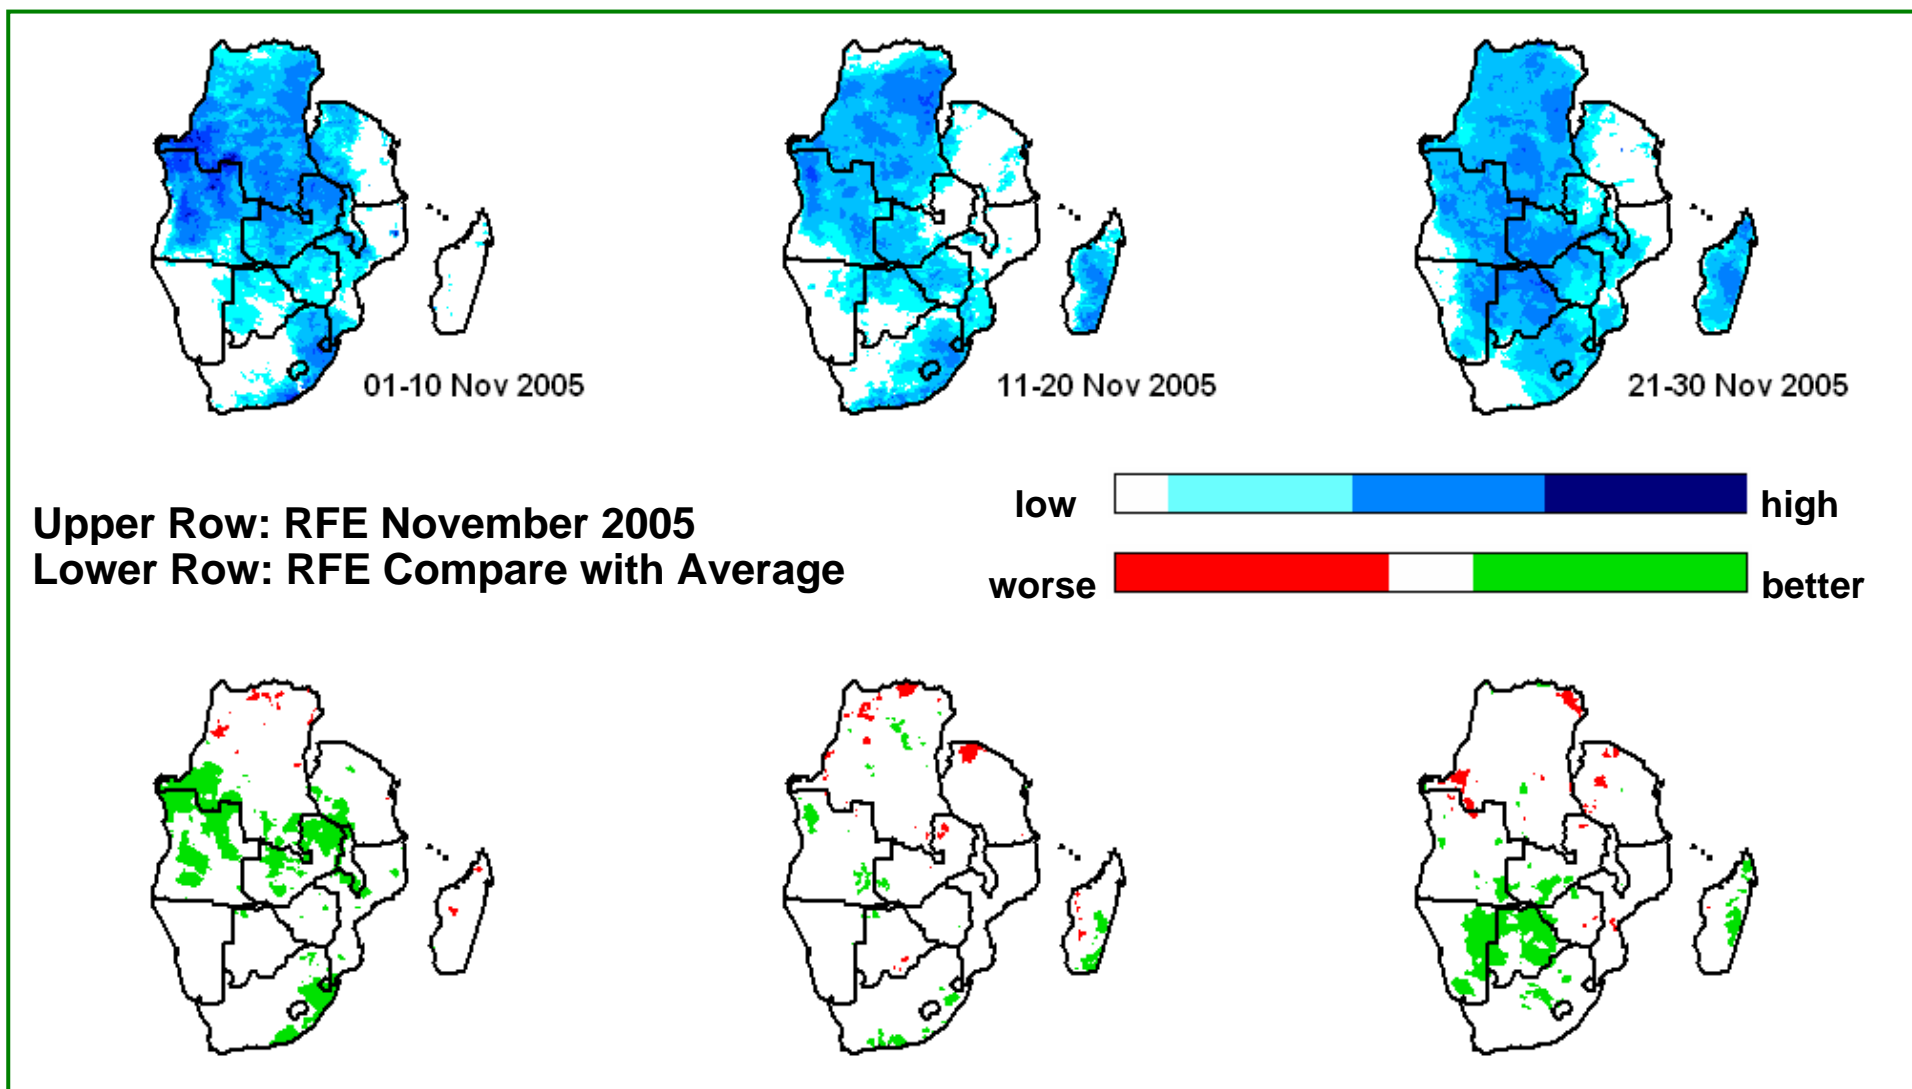 01-10 Nov 2005
11-20 Nov 2005
21-30 Nov 2005
low
high
Upper Row: RFE November 2005
Lower Row: RFE Compare with Average
worse
better